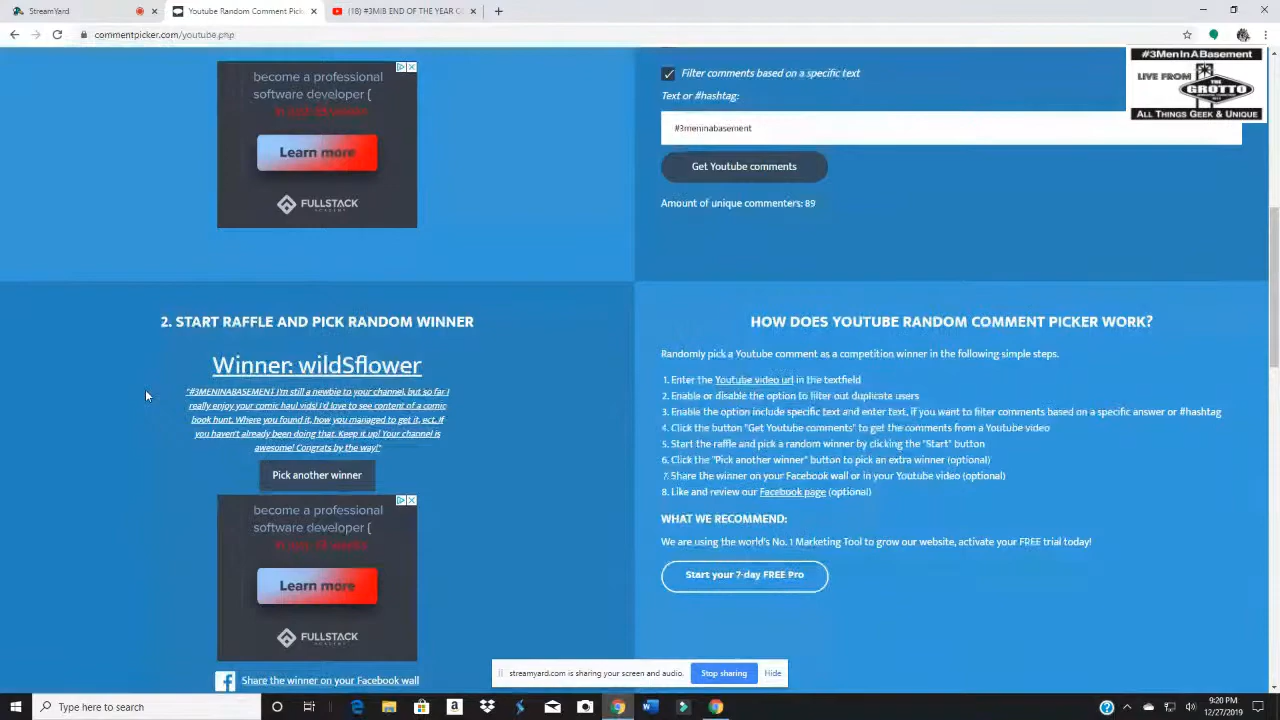 StreamYard
Youtube Random Comment Pick
(18) #3MIB END OF THE YEAR C
commentpicker.com/youtube.php
become a professional
software developer {
Learn more
FULLSTACK
ACADEMY
Filter comments based on a specific text
Text or #hashtag:
#3meninabasement
Get Youtube comments
Amount of unique commenters: 89
#3MenInABasement
LIVE FROM
THE
GROTTO
ALL THINGS GEEK & UNIQUE
2. START RAFFLE AND PICK RANDOM WINNER
Winner: wildSflower
"#3MENINABASEMENT I'm still a newbie to your channel, but so far I
really enjoy your comic haul vids! I'd love to see content of a comic
book hunt. Where you found it, how you managed to get it, ect. If
you haven't already been doing that. Keep it up! Your channel is
awesome! Congrats by the way!"
Pick another winner
become a professional
software developer {
Learn more
FULLSTACK
ACADEMY
Share the winner on your Facebook wall
HOW DOES YOUTUBE RANDOM COMMENT PICKER WORK?
Randomly pick a Youtube comment as a competition winner in the following simple steps.
1. Enter the Youtube video url in the textfield
2. Enable or disable the option to filter out duplicate users
3. Enable the option include specific text and enter text, if you want to filter comments based on a specific answer or #hashtag
4. Click the button "Get Youtube comments" to get the comments from a Youtube video
5. Start the raffle and pick a random winner by clicking the "Start" button
6. Click the "Pick another winner" button to pick an extra winner (optional)
7. Share the winner on your Facebook wall or in your Youtube video (optional)
8. Like and review our Facebook page (optional)
WHAT WE RECOMMEND:
We are using the world's No. 1 Marketing Tool to grow our website, activate your FREE trial today!
Start your 7-day FREE Pro
streamyard.com is sharing your screen and audio.
Stop sharing
Hide
Type here to search
9:20 PM
12/27/2019